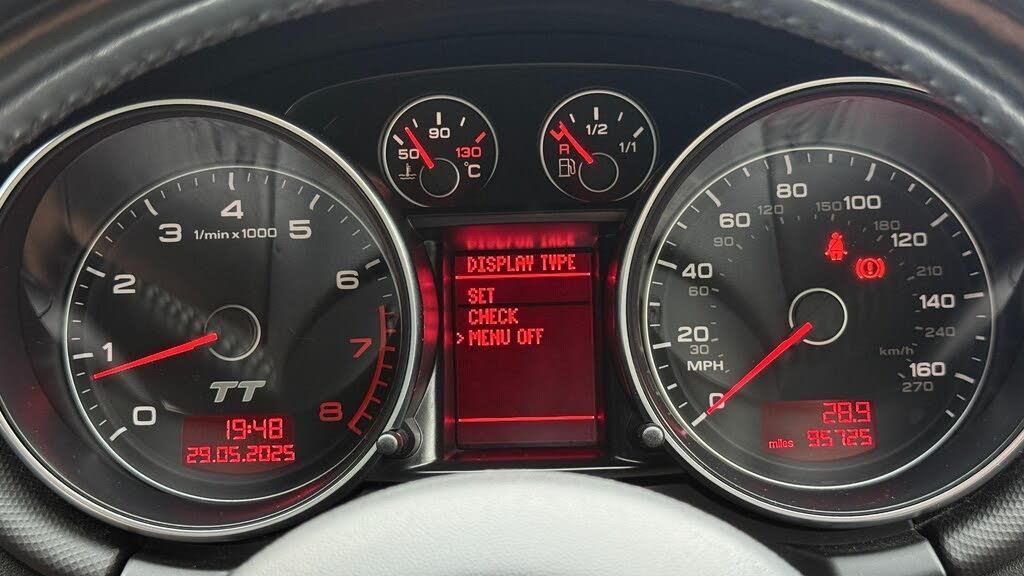 50 90 130
°C
R 1/2 1/1
0 1 2 3 4 5 6 7 8
1/min x 1000
TT
19:48
29.05.2025
DISPLAY TYPE
SET
CHECK
> MENU OFF
0 20 40 60 80 100 120 140 160
30 60 90 120 150 180 210 240 270
MPH
km/h
28.9
miles 95725